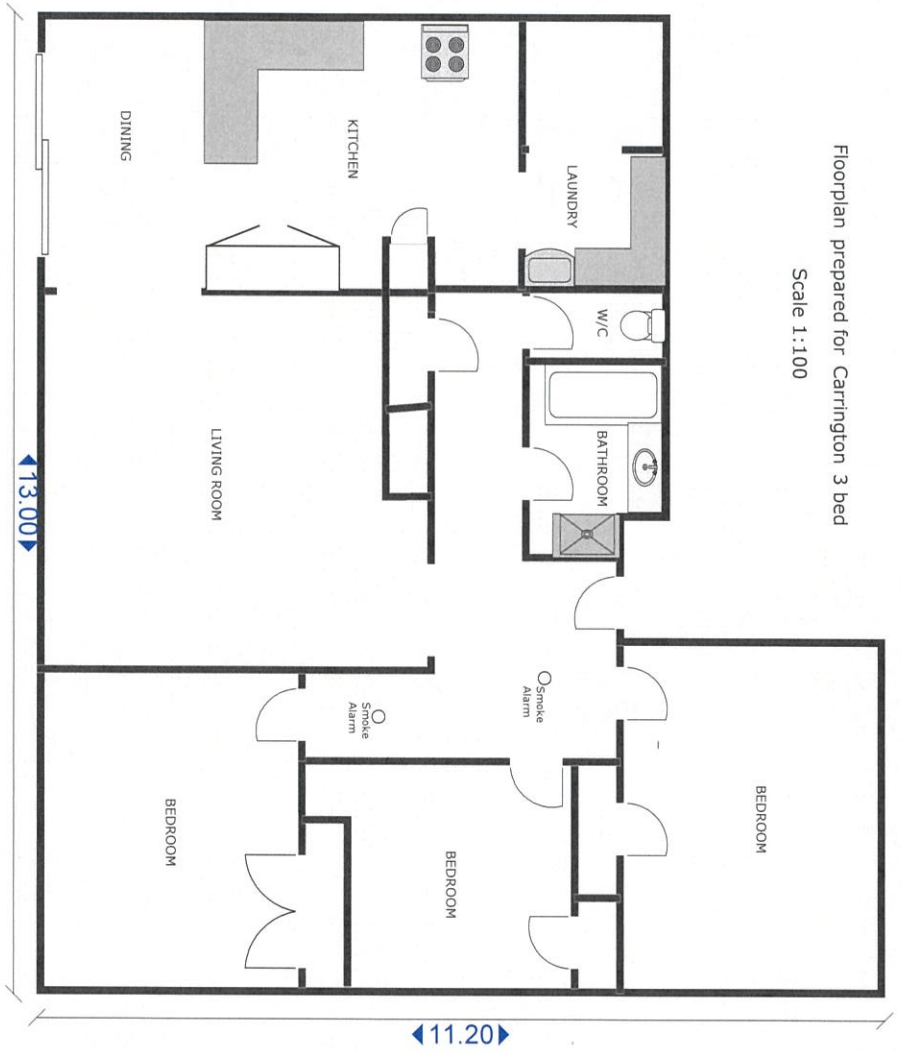 Floorplan prepared for Carrington 3 bed
Scale 1:100
DINING
KITCHEN
LAUNDRY
W/C
BATHROOM
LIVING ROOM
Smoke
Alarm
Smoke
Alarm
BEDROOM
BEDROOM
BEDROOM
13.00
11.20